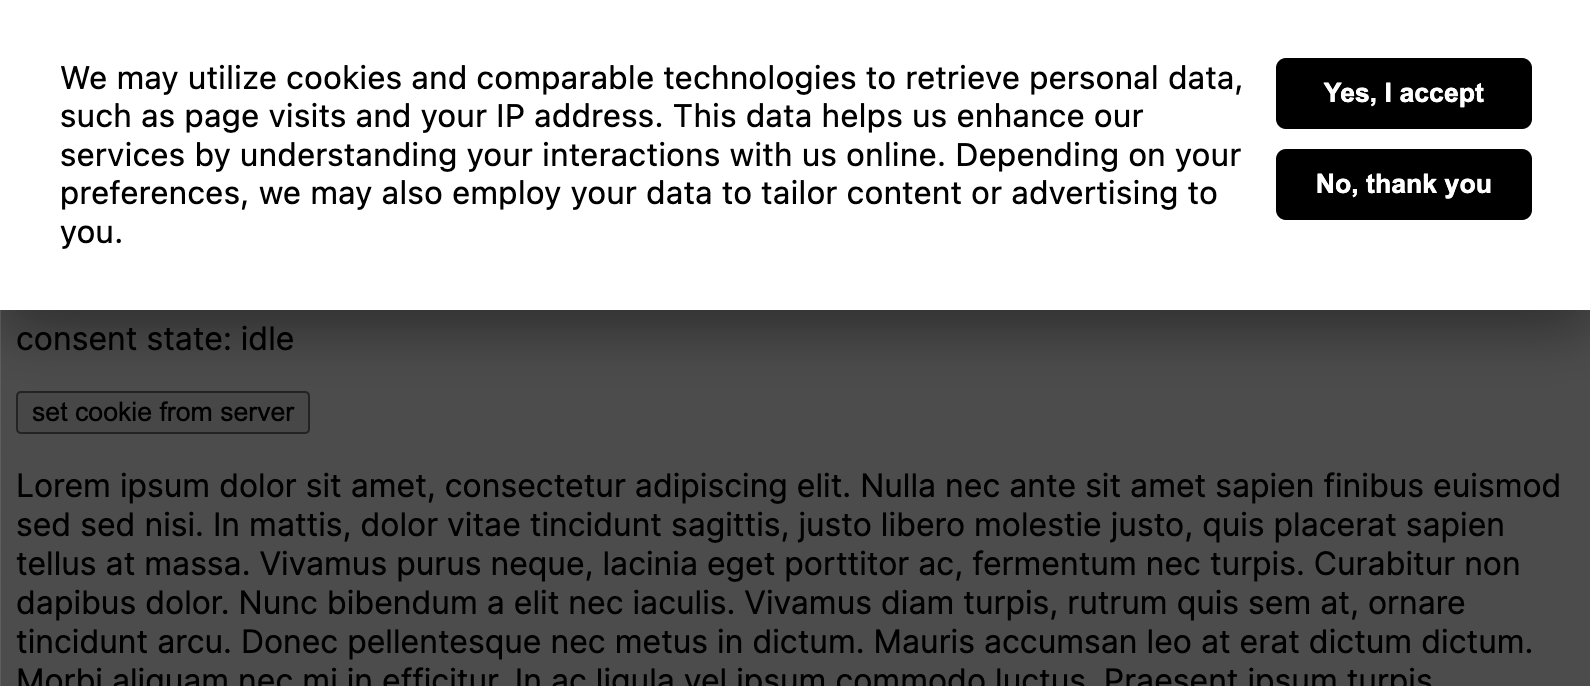 We may utilize cookies and comparable technologies to retrieve personal data,
such as page visits and your IP address. This data helps us enhance our
services by understanding your interactions with us online. Depending on your
preferences, we may also employ your data to tailor content or advertising to
you.
Yes, I accept
No, thank you
consent state: idle
set cookie from server
Lorem ipsum dolor sit amet, consectetur adipiscing elit. Nulla nec ante sit amet sapien finibus euismod
sed sed nisi. In mattis, dolor vitae tincidunt sagittis, justo libero molestie justo, quis placerat sapien
tellus at massa. Vivamus purus neque, lacinia eget porttitor ac, fermentum nec turpis. Curabitur non
dapibus dolor. Nunc bibendum a elit nec iaculis. Vivamus diam turpis, rutrum quis sem at, ornare
tincidunt arcu. Donec pellentesque nec metus in dictum. Mauris accumsan leo at erat dictum dictum.
Morbi aliquam nec mi in efficitur. In ac ligula vel ipsum commodo luctus. Praesent ipsum turpis